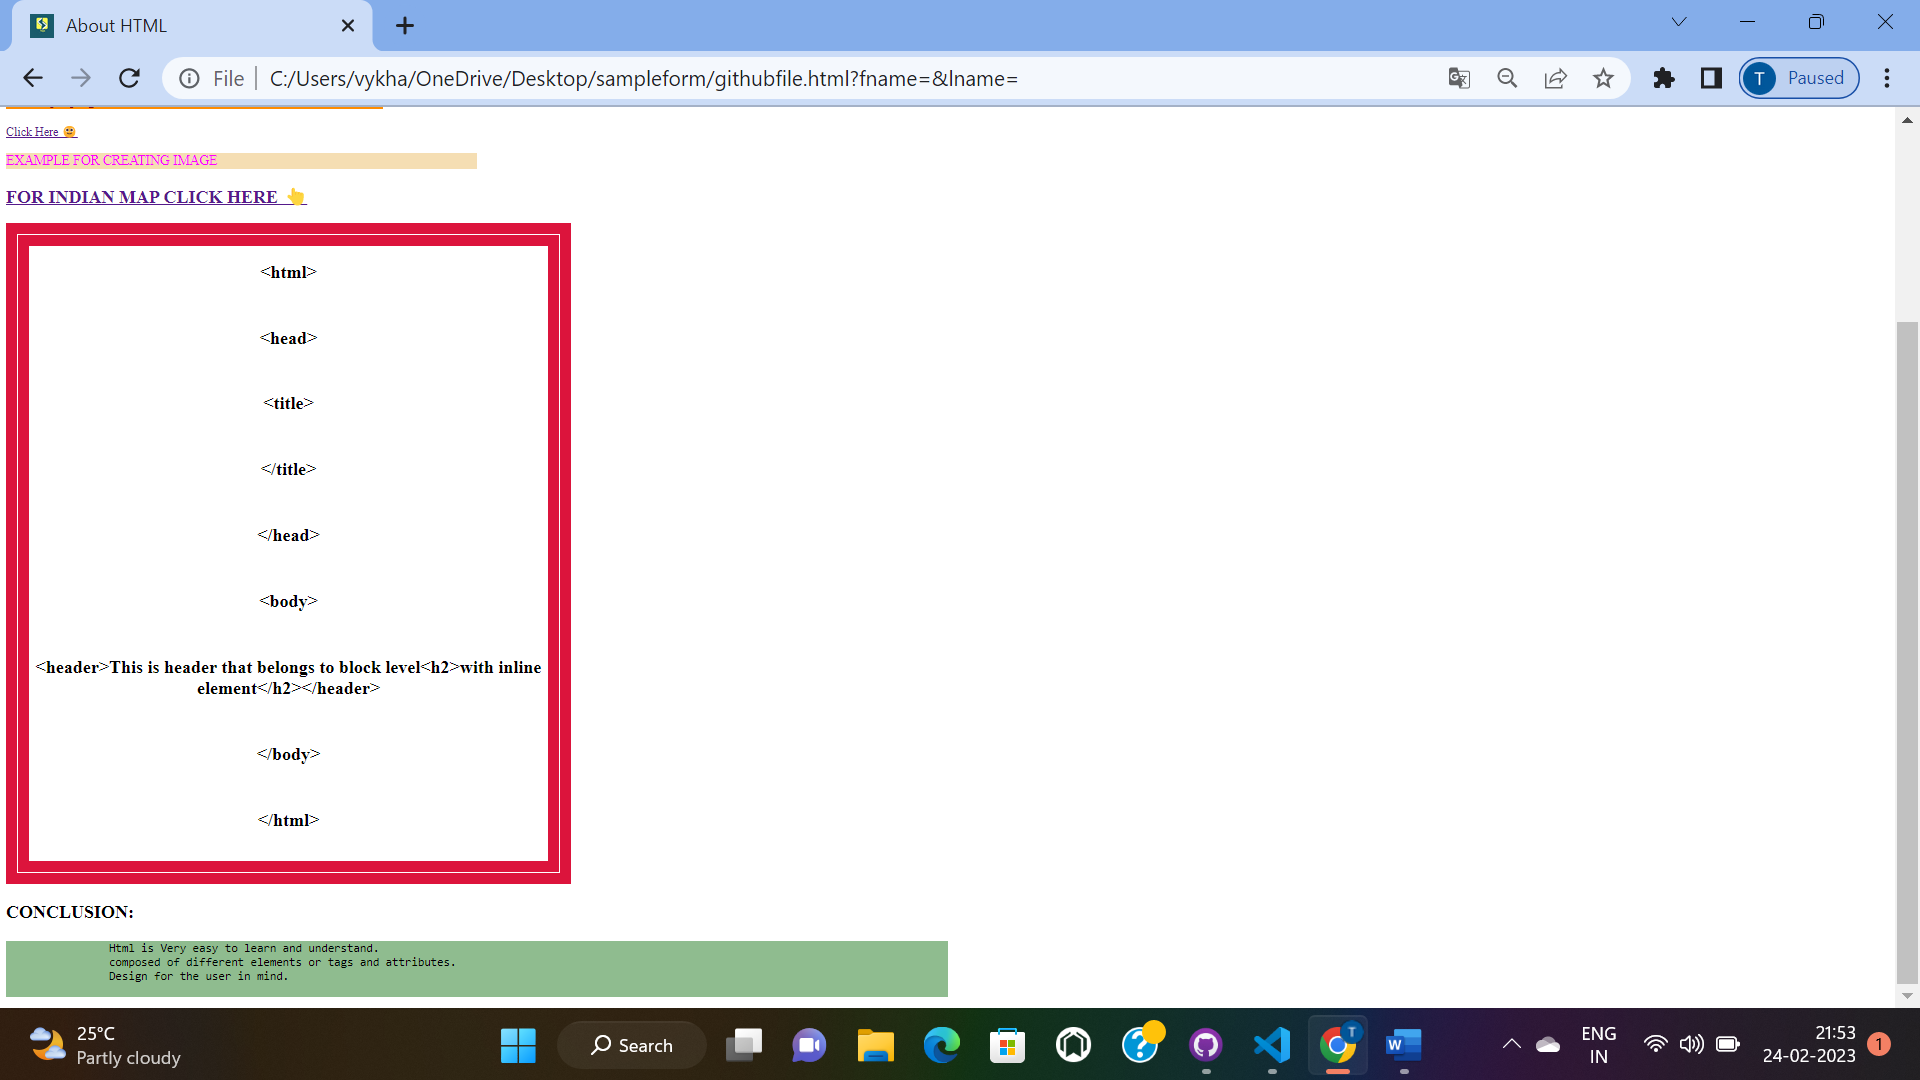 About HTML
File
C:/Users/vykha/OneDrive/Desktop/sampleform/githubfile.html?fname=&lname=
T Paused
Click Here 🙂
EXAMPLE FOR CREATING IMAGE
FOR INDIAN MAP CLICK HERE 👆
<html>
<head>
<title>
</title>
</head>
<body>
<header>This is header that belongs to block level<h2>with inline
element</h2></header>
</body>
</html>
CONCLUSION:
Html is Very easy to learn and understand.
composed of different elements or tags and attributes.
Design for the user in mind.
25°C
Partly cloudy
Search
T
W
ENG
IN
21:53
24-02-2023
1